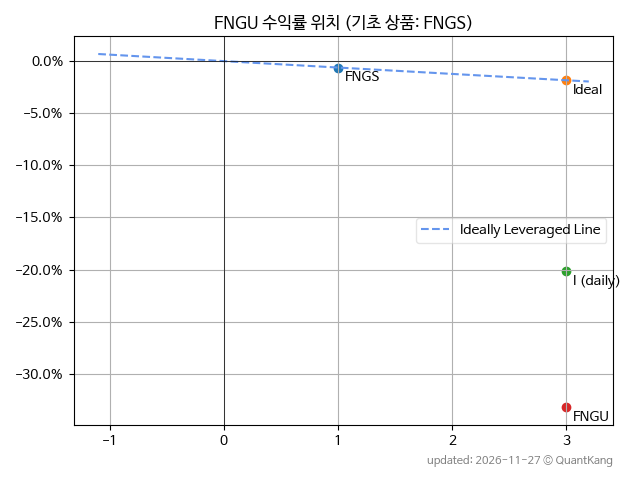 FNGU 수익률 위치 (기초 상품: FNGS)
0.0%
−5.0%
−10.0%
−15.0%
−20.0%
−25.0%
−30.0%
FNGS
Ideal
Ideally Leveraged Line
I (daily)
FNGU
−1
0
1
2
3
updated: 2026-11-27 © QuantKang